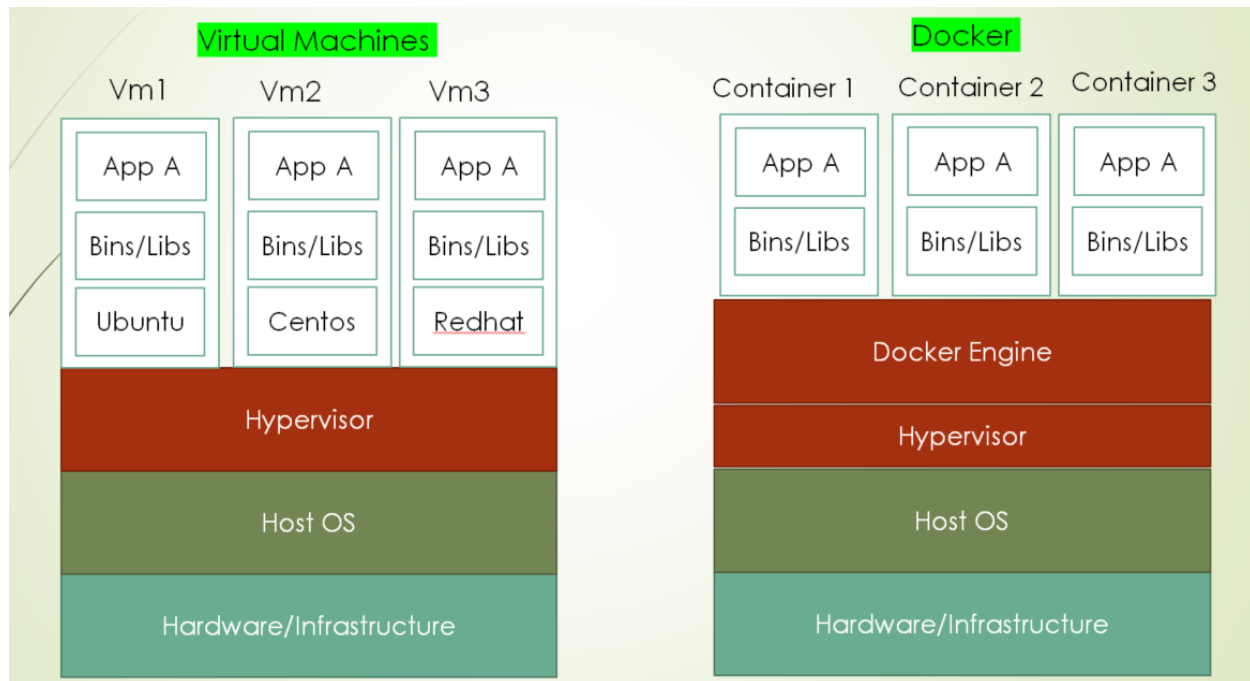 Virtual Machines
Vm1 Vm2 Vm3
App A App A App A
Bins/Libs Bins/Libs Bins/Libs
Ubuntu Centos Redhat
Hypervisor
Host OS
Hardware/Infrastructure
Docker
Container 1 Container 2 Container 3
App A App A App A
Bins/Libs Bins/Libs Bins/Libs
Docker Engine
Hypervisor
Host OS
Hardware/Infrastructure